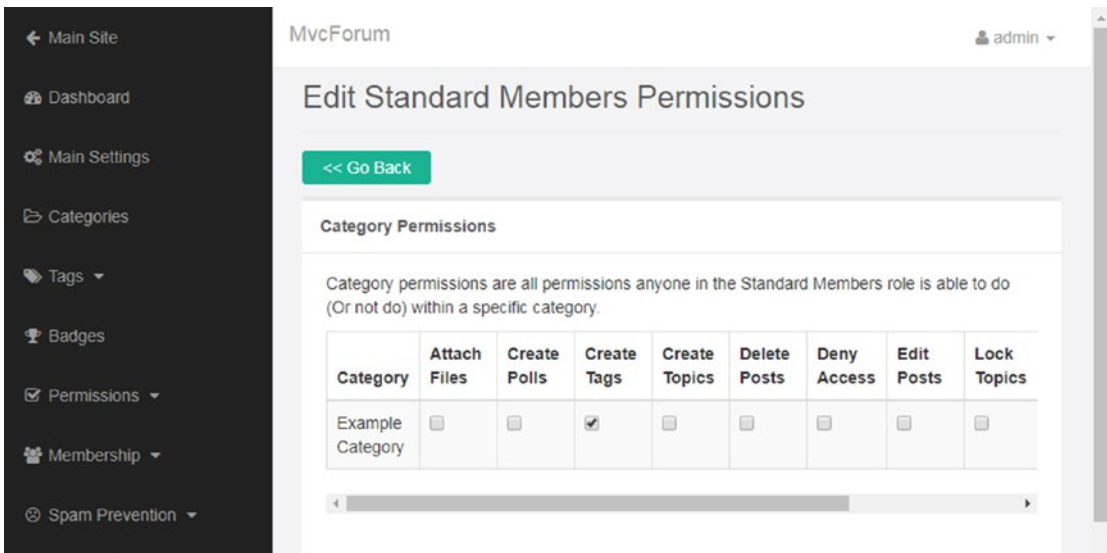 Main Site
Dashboard
Main Settings
Categories
Tags
Badges
Permissions
Membership
Spam Prevention
MvcForum
admin
Edit Standard Members Permissions
<< Go Back
Category Permissions
Category permissions are all permissions anyone in the Standard Members role is able to do
(Or not do) within a specific category.
Category Attach Files Create Polls Create Tags Create Topics Delete Posts Deny Access Edit Posts Lock Topics
Example
Category